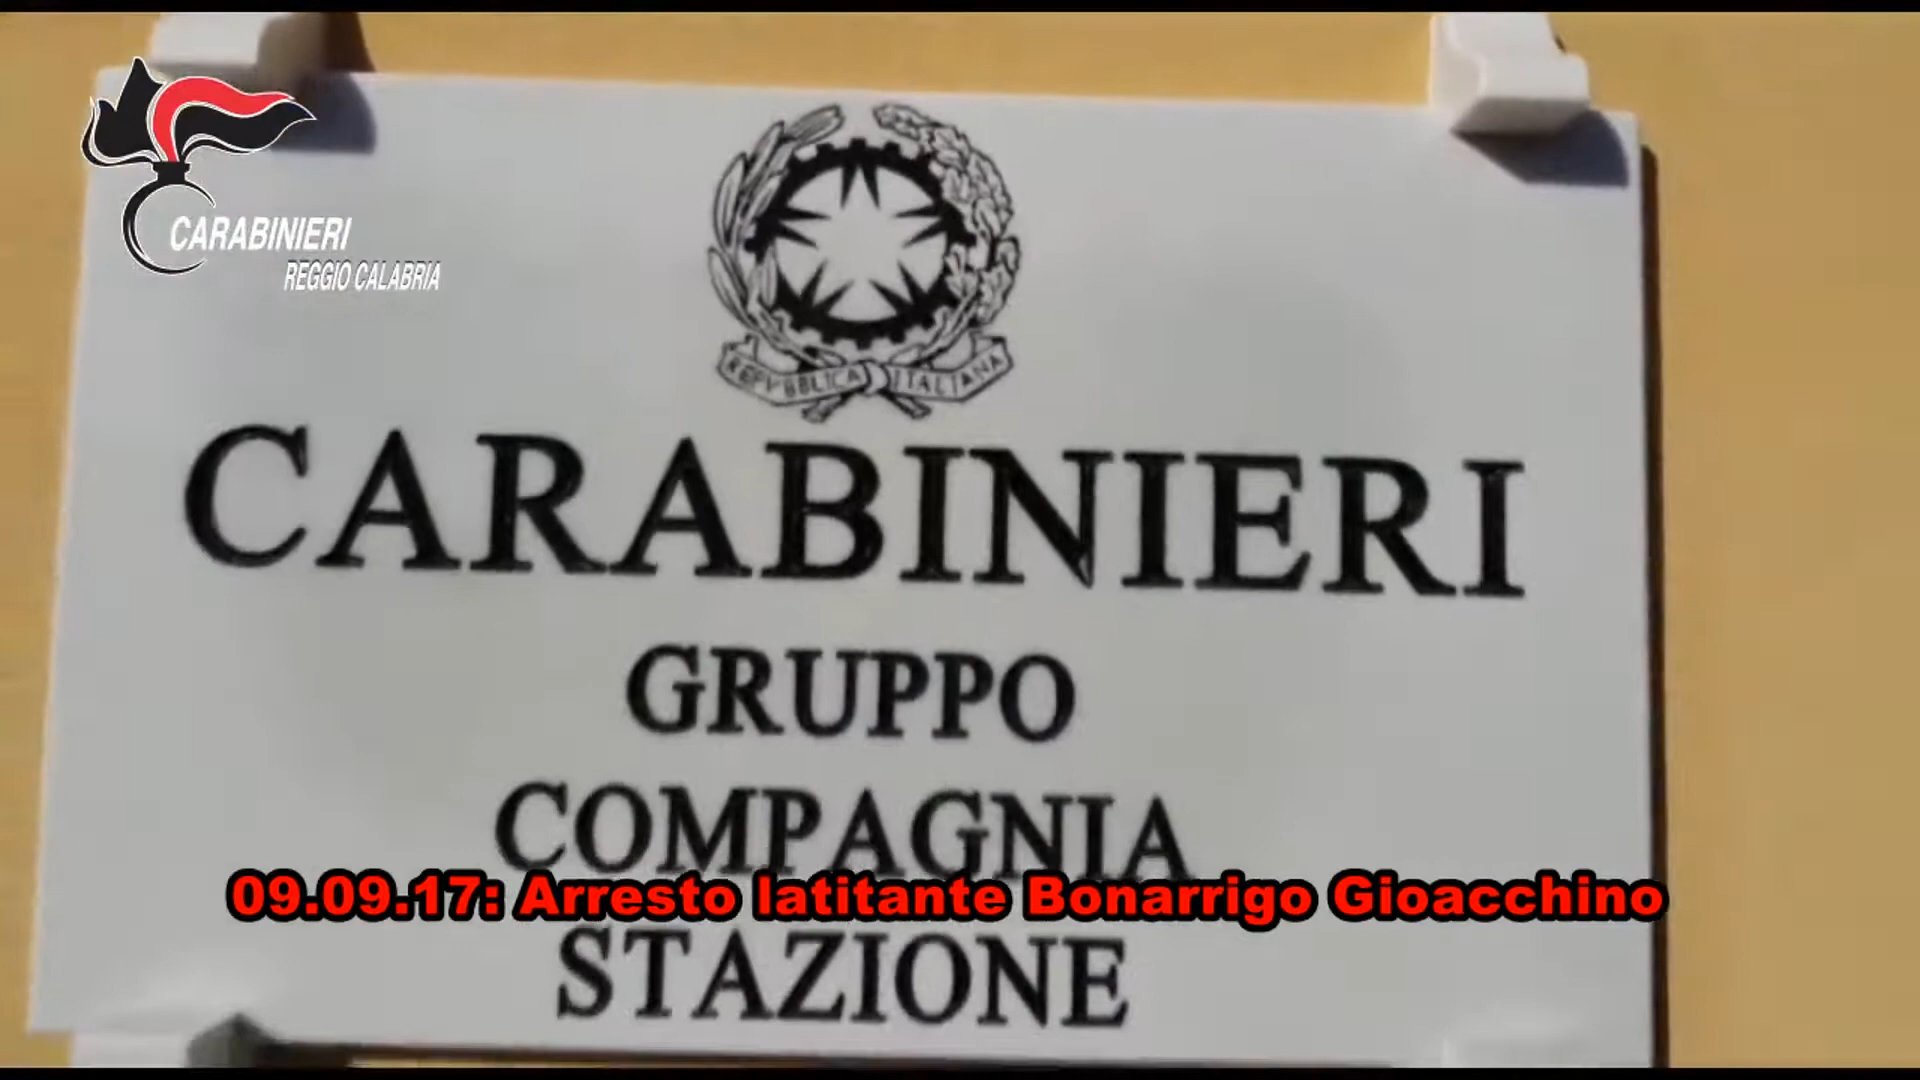 CARABINIERI
REGGIO CALABRIA
REPVBBLICA ITALIANA
CARABINIERI
GRUPPO
COMPAGNIA
09.09.17: Arresto latitante Bonarrigo Gioacchino
STAZIONE